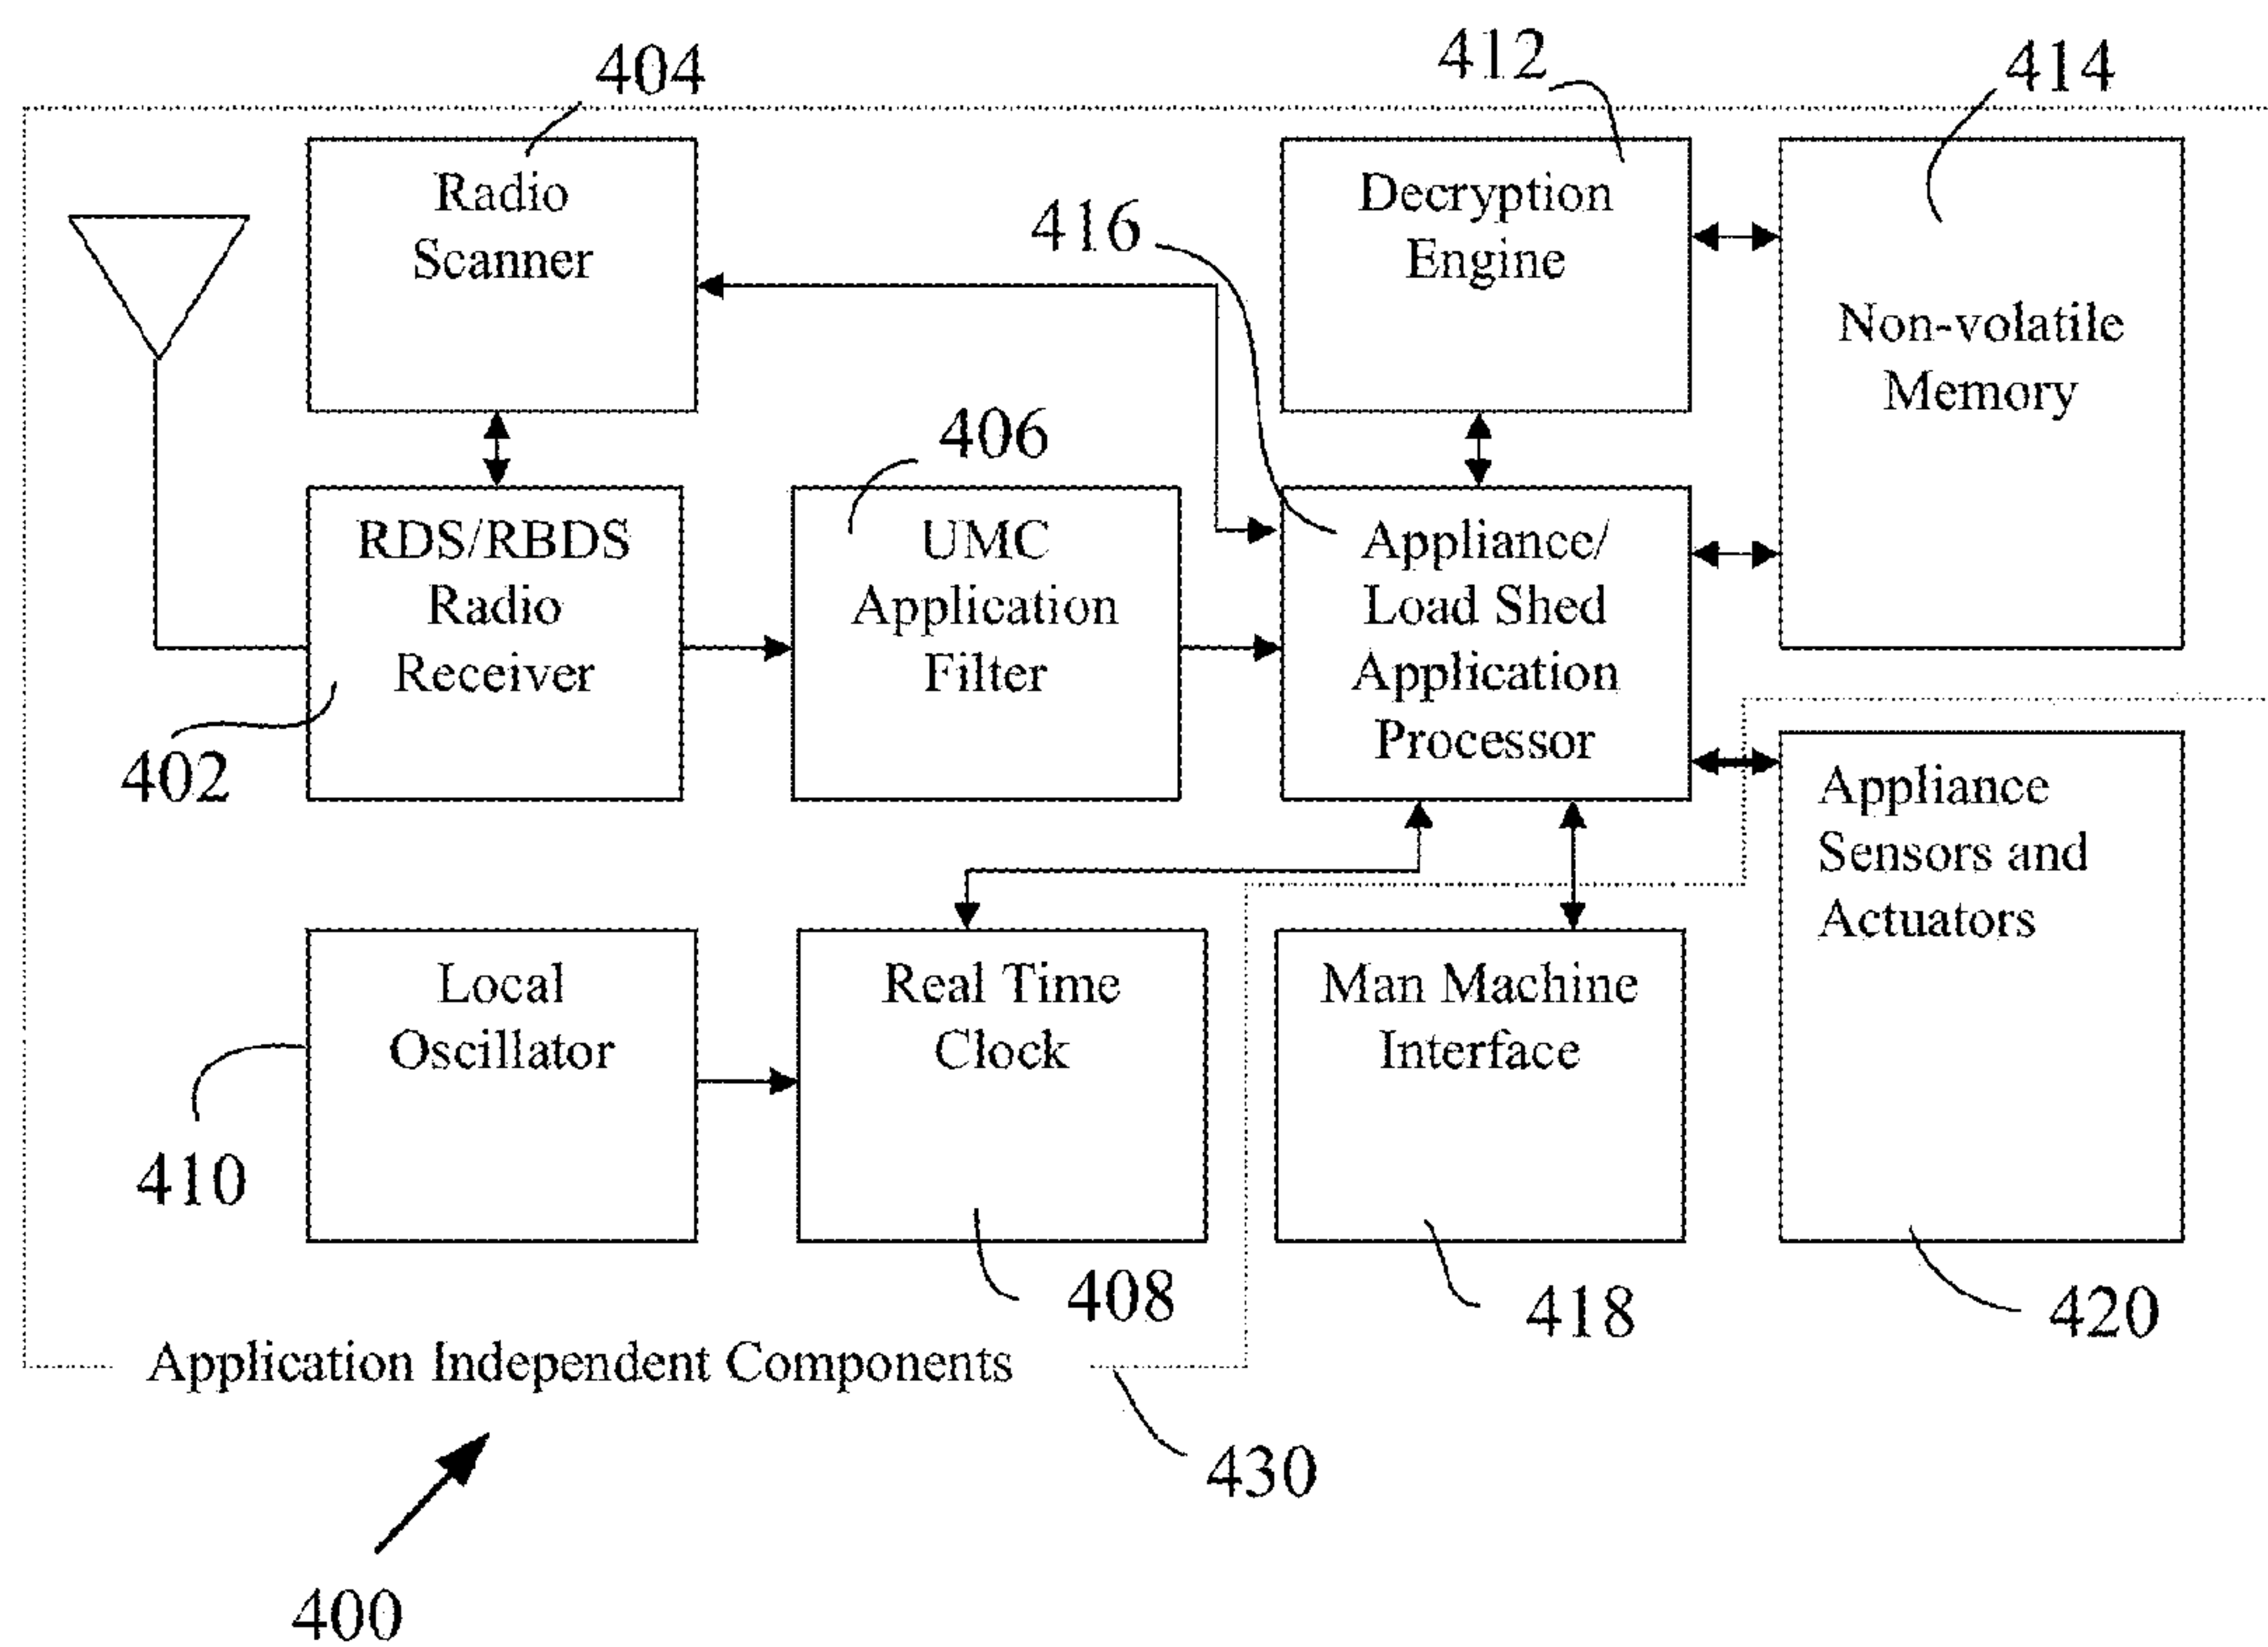 404
412
414
Radio
Scanner
416
Decryption
Engine
Non-volatile
Memory
406
RDS/RBDS
Radio
Receiver
402
UMC
Application
Filter
Appliance/
Load Shed
Application
Processor
Appliance
Sensors and
Actuators
Local
Oscillator
410
Real Time
Clock
408
Man Machine
Interface
418
420
Application Independent Components
430
400